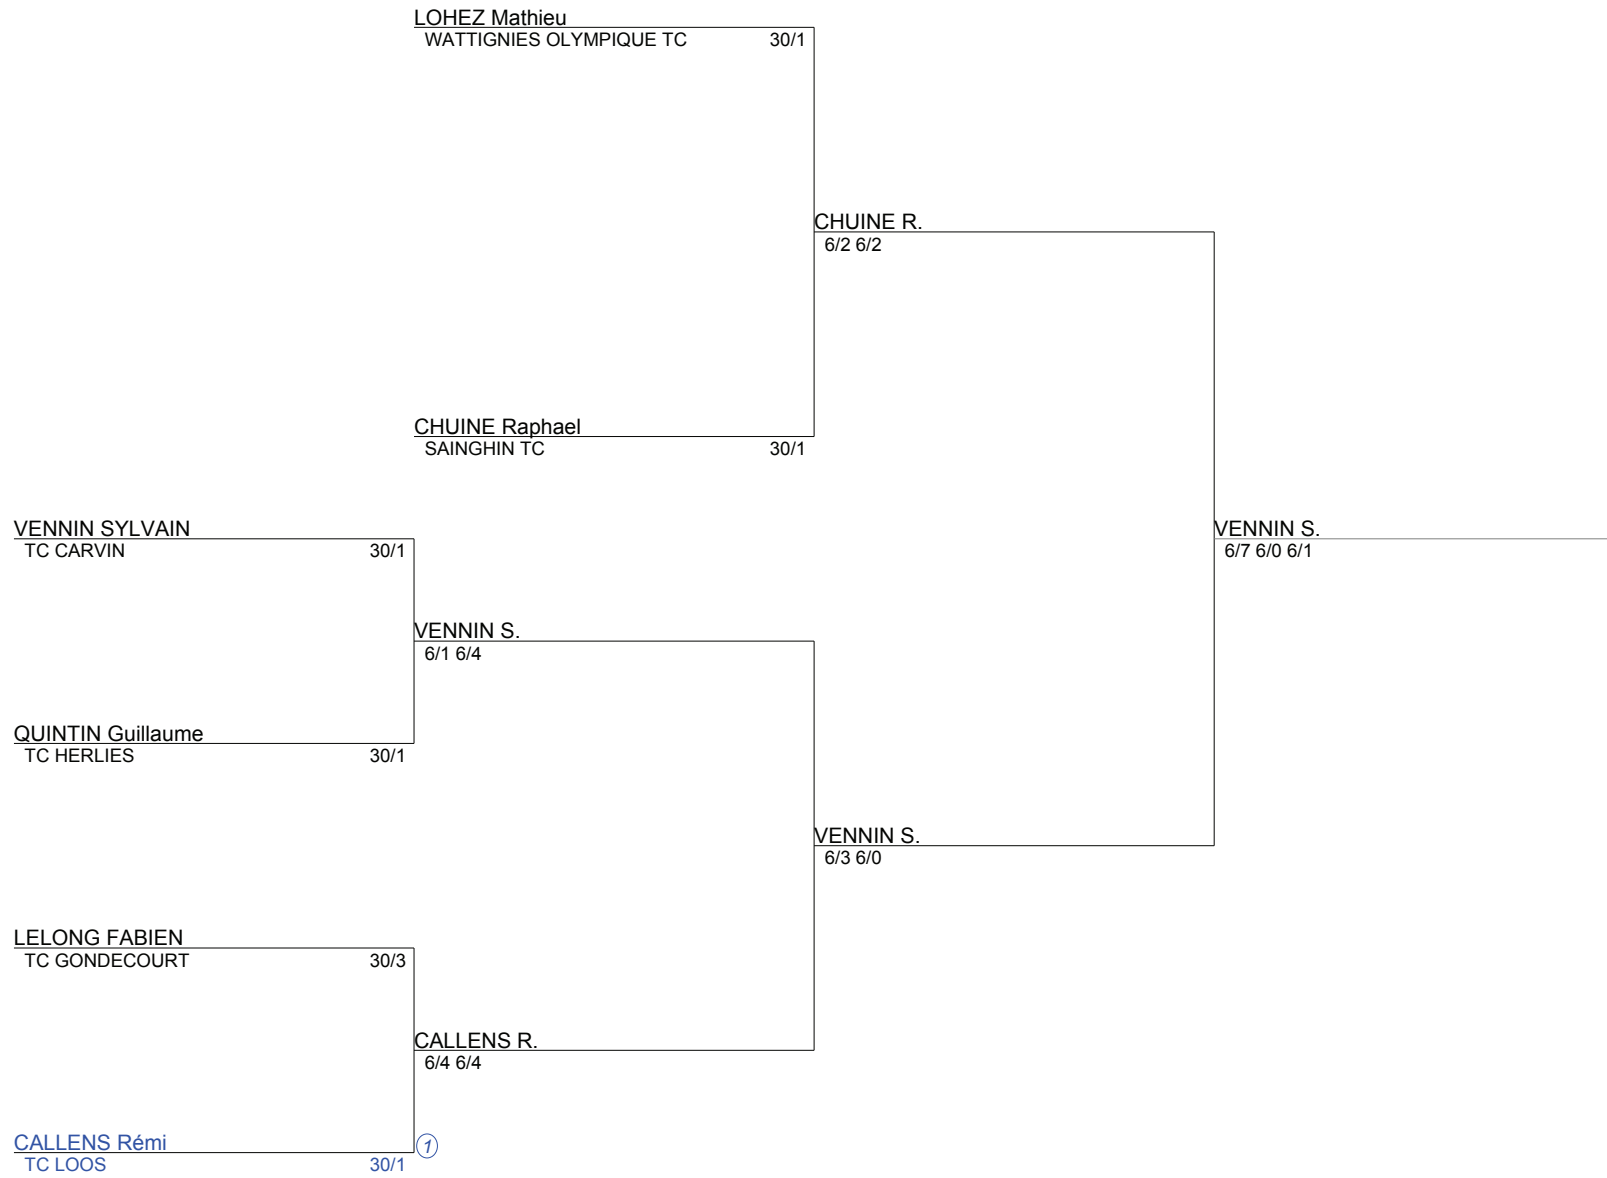 LOHEZ Mathieu
WATTIGNIES OLYMPIQUE TC 30/1
CHUINE R.
6/2 6/2
CHUINE Raphael
SAINGHIN TC 30/1
VENNIN SYLVAIN
TC CARVIN 30/1
VENNIN S.
6/7 6/0 6/1
VENNIN S.
6/1 6/4
QUINTIN Guillaume
TC HERLIES 30/1
VENNIN S.
6/3 6/0
LELONG FABIEN
TC GONDECOURT 30/3
CALLENS R.
6/4 6/4
CALLENS Rémi 1
TC LOOS 30/1